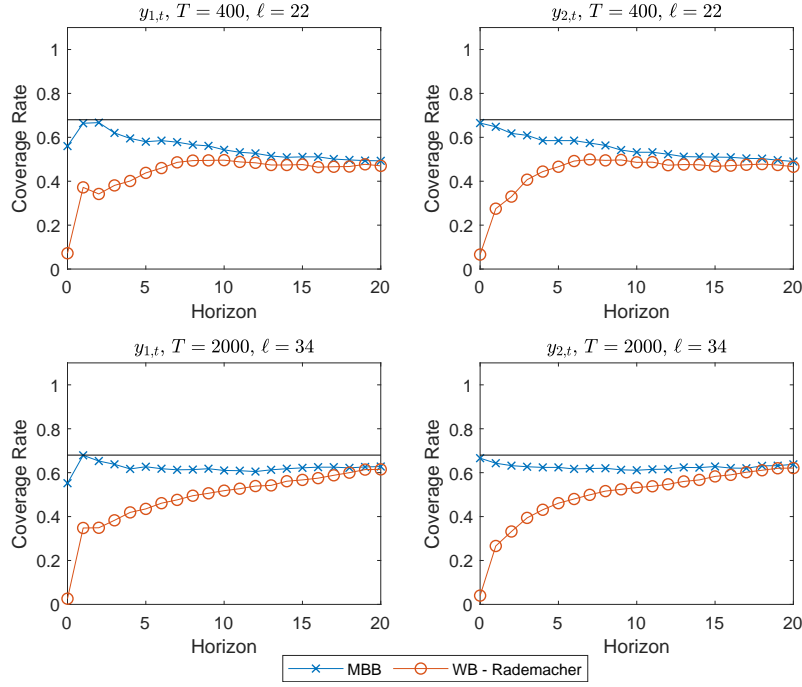 y1,t, T = 400, ℓ = 22
y2,t, T = 400, ℓ = 22
1
0.8
0.6
0.4
0.2
0
Coverage Rate
0 5 10 15 20
Horizon
1
0.8
0.6
0.4
0.2
0
Coverage Rate
0 5 10 15 20
Horizon
y1,t, T = 2000, ℓ = 34
y2,t, T = 2000, ℓ = 34
1
0.8
0.6
0.4
0.2
0
Coverage Rate
0 5 10 15 20
Horizon
1
0.8
0.6
0.4
0.2
0
Coverage Rate
0 5 10 15 20
Horizon
MBB WB - Rademacher